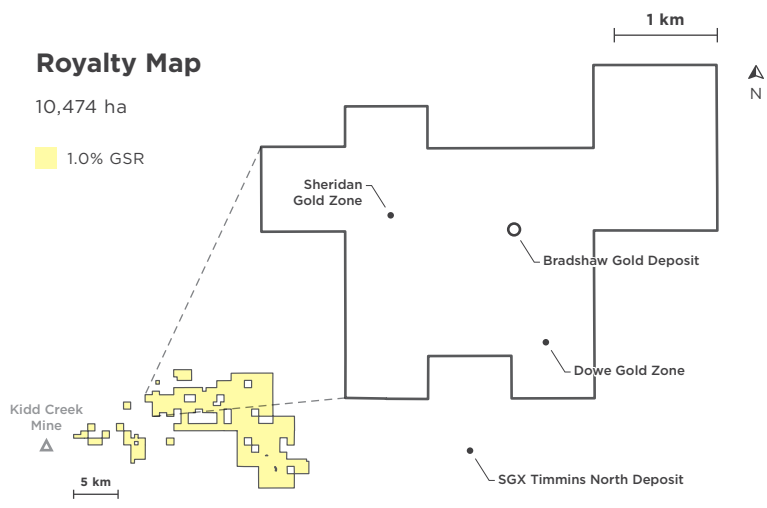 1 km
Royalty Map
N
10,474 ha
1.0% GSR
Sheridan
Gold Zone
Bradshaw Gold Deposit
Dowe Gold Zone
Kidd Creek
Mine
5 km
SGX Timmins North Deposit